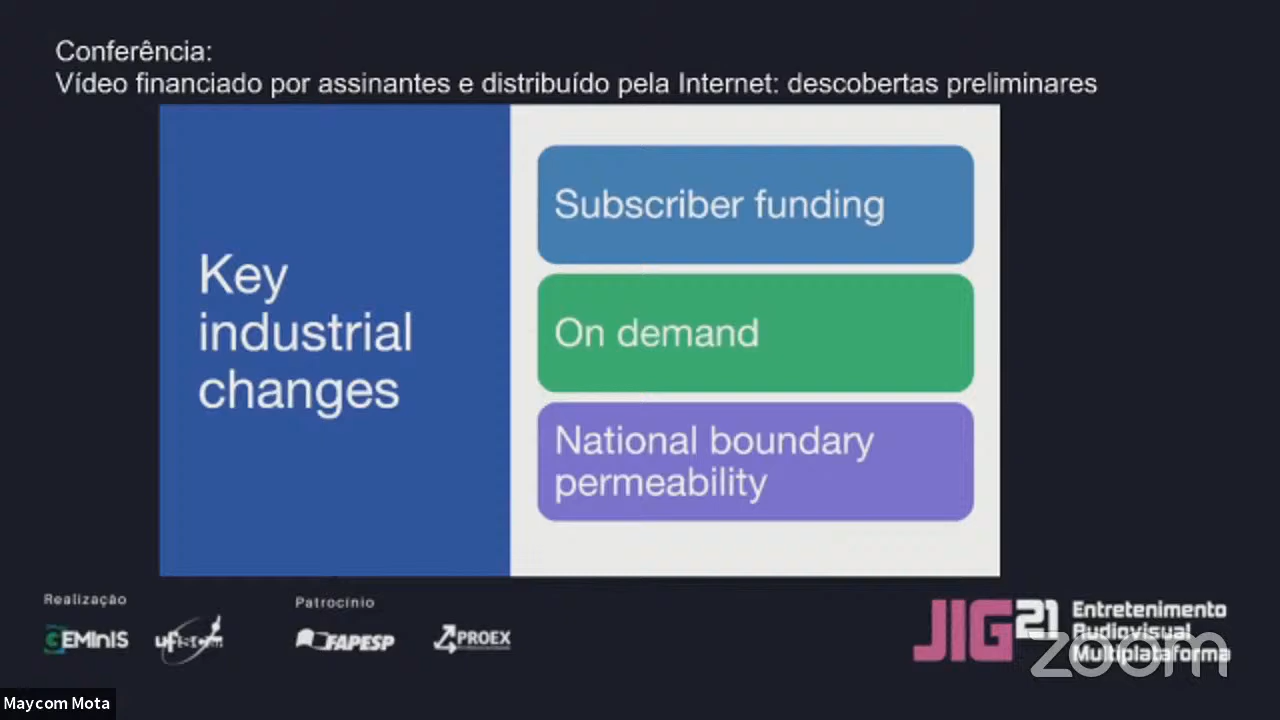 Conferência:
Vídeo financiado por assinantes e distribuído pela Internet: descobertas preliminares
Key
industrial
changes
Subscriber funding
On demand
National boundary
permeability
Realização
GEMInIS
Patrocínio
FAPESP
PROEX
JIG21
Entretenimento
Audiovisual
Multiplataforma
zoom
Maycom Mota